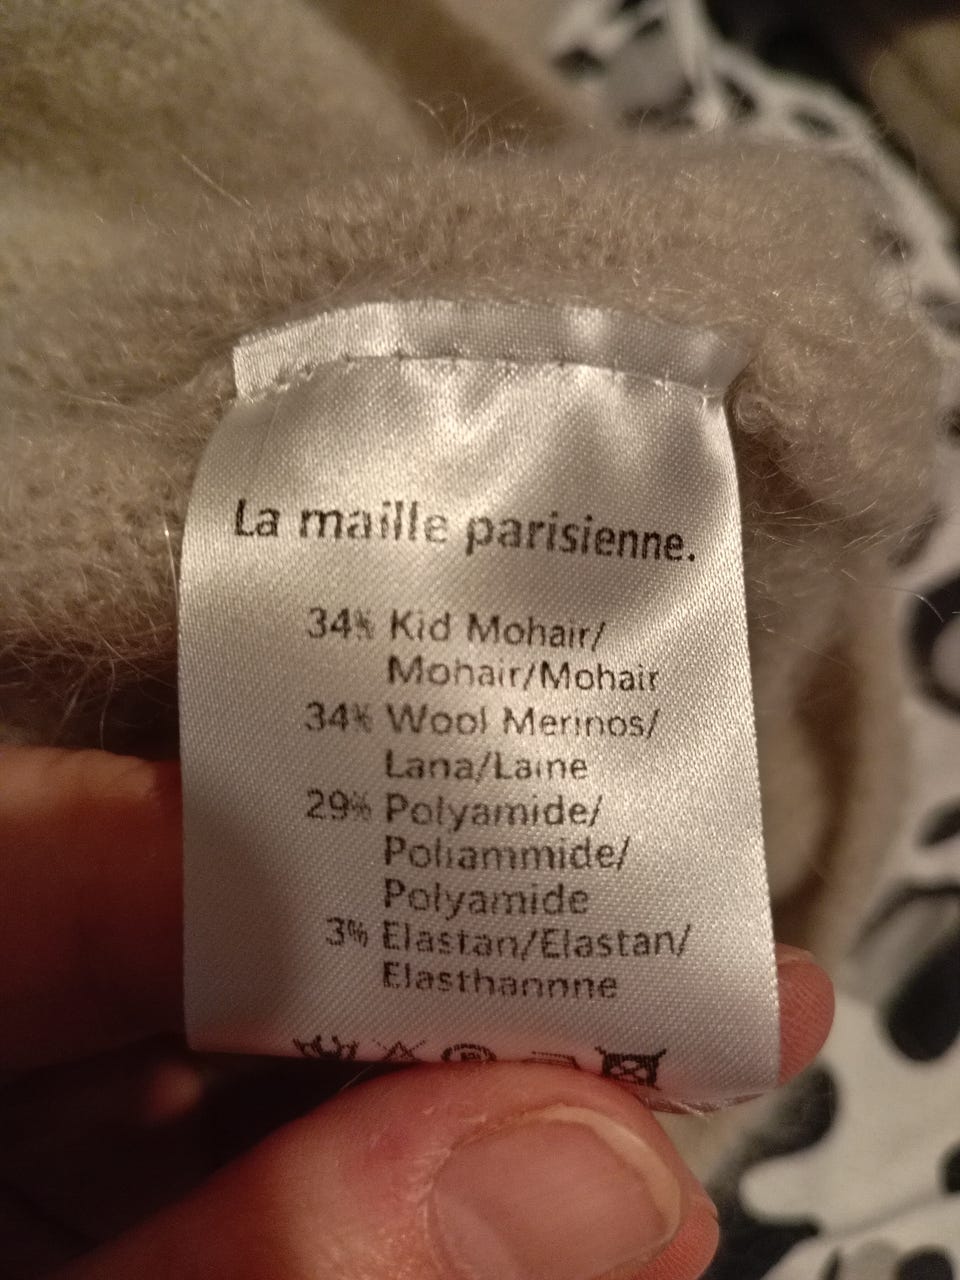 La maille parisienne.
34% Kid Mohair/
Mohair/Mohair
34% Wool Merinos/
Lana/Laine
29% Polyamide/
Poliammide/
Polyamide
3% Elastan/Elastan/
Elasthannne